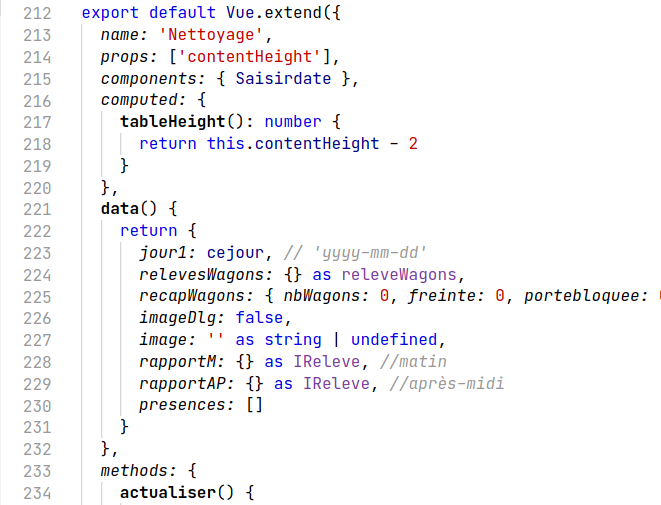 212 export default Vue.extend({
213 name: 'Nettoyage',
214 props: ['contentHeight'],
215 components: { Saisirdate },
216 computed: {
217 tableHeight(): number {
218 return this.contentHeight - 2
219 }
220 },
221 data() {
222 return {
223 jour1: cejour, // 'yyyy-mm-dd'
224 relevesWagons: {} as releveWagons,
225 recapWagons: { nbWagons: 0, freinte: 0, portebloquee:
226 imageDlg: false,
227 image: '' as string | undefined,
228 rapportM: {} as IReleve, //matin
229 rapportAP: {} as IReleve, //après-midi
230 presences: []
231 }
232 },
233 methods: {
234 actualiser() {